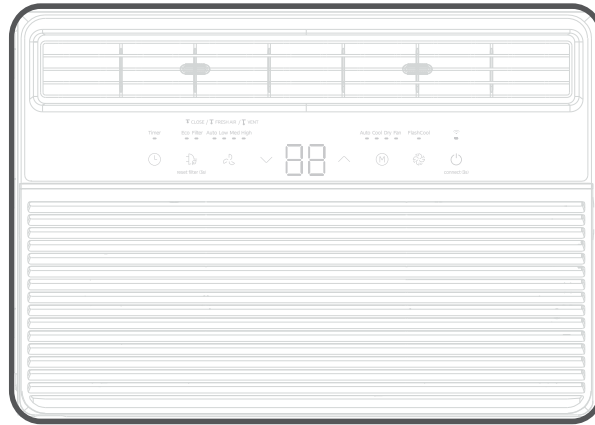 CLOSE / FRESH AIR / VENT
Timer Eco Filter Auto Low Med High Auto Cool Dry Fan FlashCool °C
88
M
reset filter (3s) connect (3s)